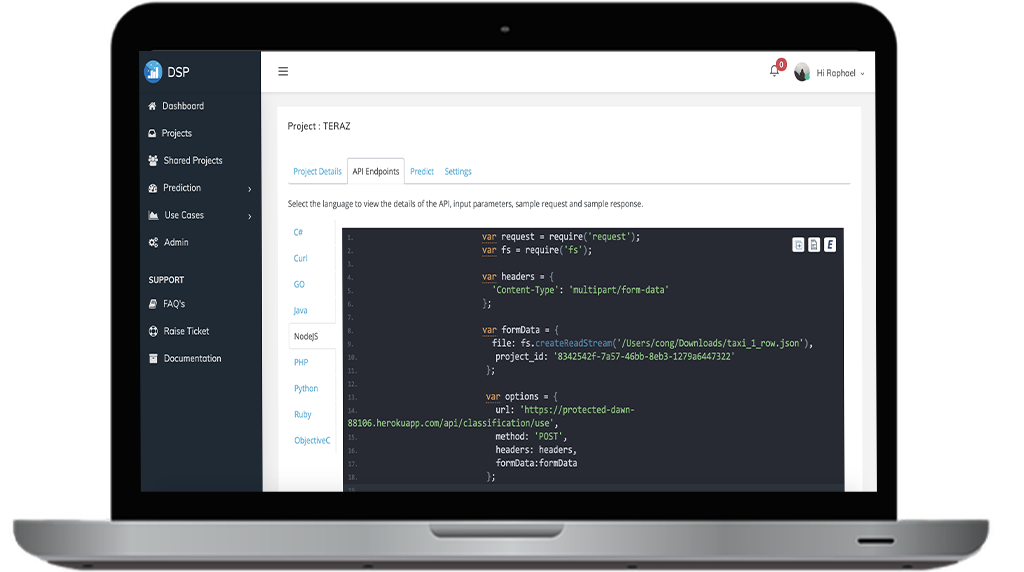 DSP
0
Hi Raphael
Dashboard
Projects
Shared Projects
Prediction
Use Cases
Admin
SUPPORT
FAQ's
Raise Ticket
Documentation
Project : TERAZ
Project Details API Endpoints Predict Settings
Select the language to view the details of the API, input parameters, sample request and sample response.
C#
Curl
GO
Java
NodeJS
PHP
Python
Ruby
ObjectiveC
E
1. var request = require('request');
2. var fs = require('fs');
3.
4. var headers = {
5. 'Content-Type': 'multipart/form-data'
6. };
7.
8. var formData = {
9. file: fs.createReadStream('/Users/cong/Downloads/taxi_1_row.json'),
10. project_id: '8342542f-7a57-46bb-8eb3-1279a6447322'
11. };
12.
13. var options = {
14. url: 'https://protected-dawn-
88106.herokuapp.com/api/classification/use',
15. method: 'POST',
16. headers: headers,
17. formData:formData
18. };
19.